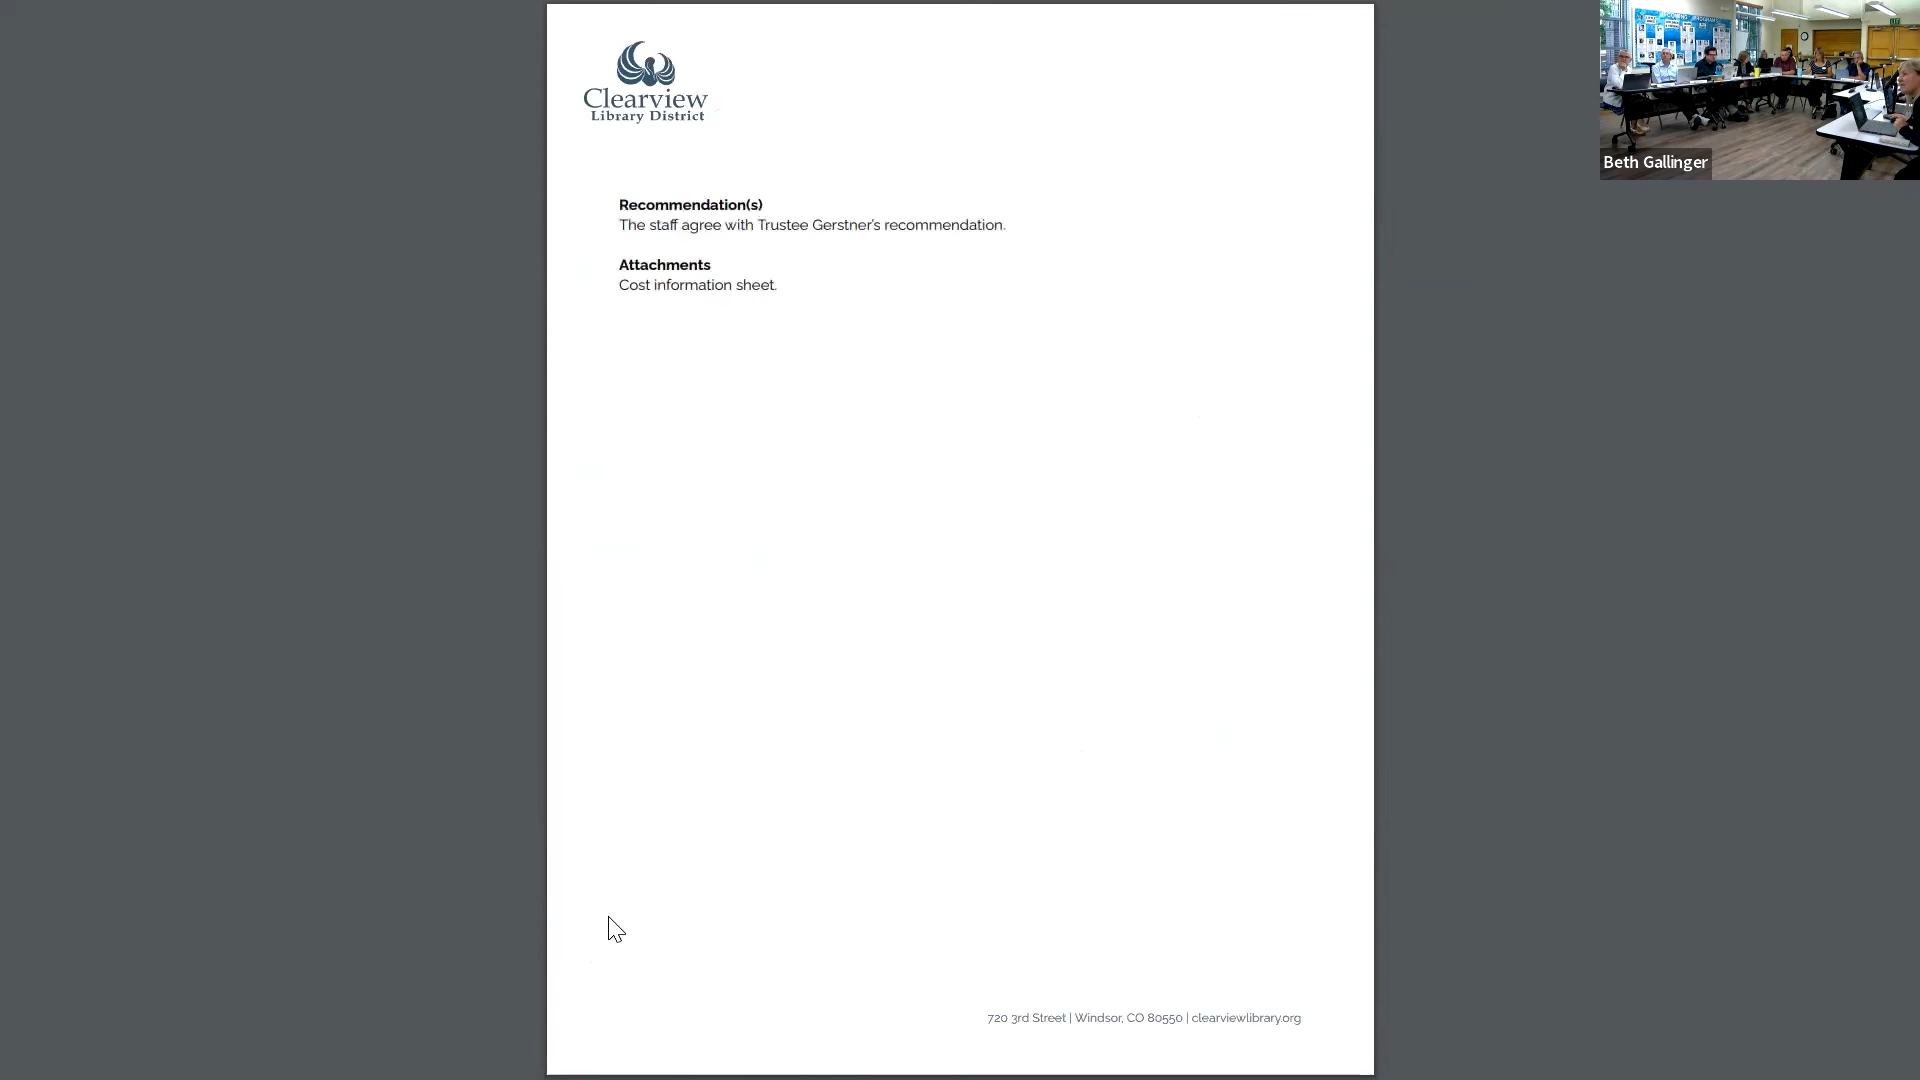 Clearview
Library District
Recommendation(s)
The staff agree with Trustee Gerstner's recommendation.
Attachments
Cost information sheet.
720 3rd Street | Windsor, CO 80550 | clearviewlibrary.org
Beth Gallinger